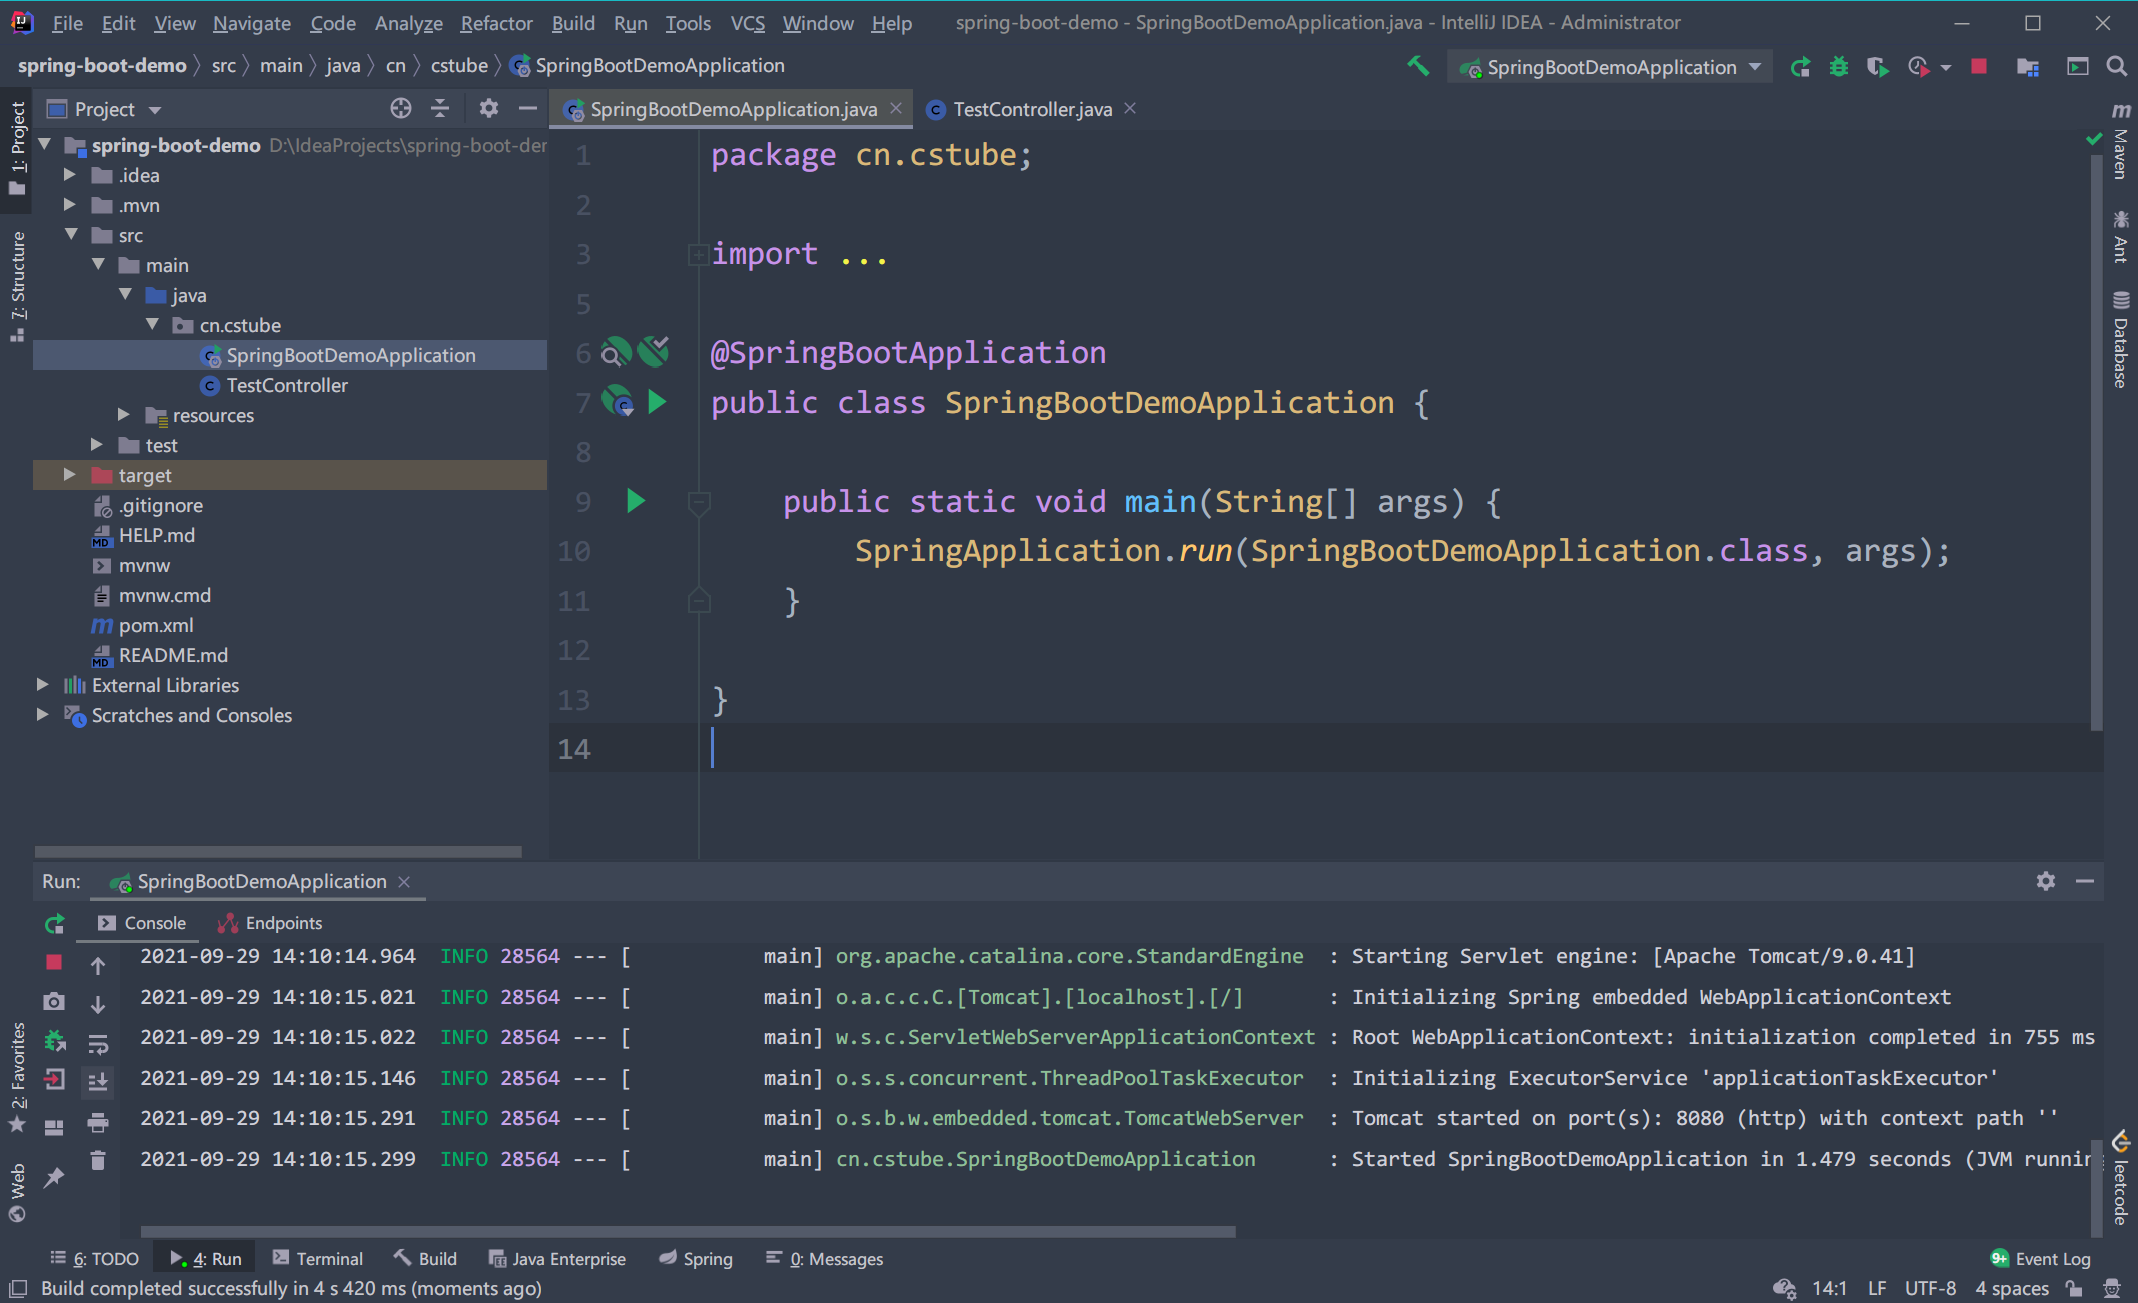 File Edit View Navigate Code Analyze Refactor Build Run Tools VCS Window Help spring-boot-demo - SpringBootDemoApplication.java - IntelliJ IDEA - Administrator
spring-boot-demo src main java cn cstube SpringBootDemoApplication
SpringBootDemoApplication
1: Project
7: Structure
2: Favorites
Web
Project
spring-boot-demo D:\IdeaProjects\spring-boot-der
.idea
.mvn
src
main
java
cn.cstube
SpringBootDemoApplication
TestController
resources
test
target
.gitignore
HELP.md
mvnw
mvnw.cmd
pom.xml
README.md
External Libraries
Scratches and Consoles
SpringBootDemoApplication.java TestController.java
1 package cn.cstube;
2
3 import ...
5
6 @SpringBootApplication
7 public class SpringBootDemoApplication {
8
9 public static void main(String[] args) {
10 SpringApplication.run(SpringBootDemoApplication.class, args);
11 }
12
13 }
14
Maven
Ant
Database
leetcode
Run: SpringBootDemoApplication
Console Endpoints
2021-09-29 14:10:14.964 INFO 28564 --- [ main] org.apache.catalina.core.StandardEngine : Starting Servlet engine: [Apache Tomcat/9.0.41]
2021-09-29 14:10:15.021 INFO 28564 --- [ main] o.a.c.c.C.[Tomcat].[localhost].[/] : Initializing Spring embedded WebApplicationContext
2021-09-29 14:10:15.022 INFO 28564 --- [ main] w.s.c.ServletWebServerApplicationContext : Root WebApplicationContext: initialization completed in 755 ms
2021-09-29 14:10:15.146 INFO 28564 --- [ main] o.s.s.concurrent.ThreadPoolTaskExecutor : Initializing ExecutorService 'applicationTaskExecutor'
2021-09-29 14:10:15.291 INFO 28564 --- [ main] o.s.b.w.embedded.tomcat.TomcatWebServer : Tomcat started on port(s): 8080 (http) with context path ''
2021-09-29 14:10:15.299 INFO 28564 --- [ main] cn.cstube.SpringBootDemoApplication : Started SpringBootDemoApplication in 1.479 seconds (JVM runnin
6: TODO 4: Run Terminal Build Java Enterprise Spring 0: Messages 9+ Event Log
Build completed successfully in 4 s 420 ms (moments ago) 14:1 LF UTF-8 4 spaces